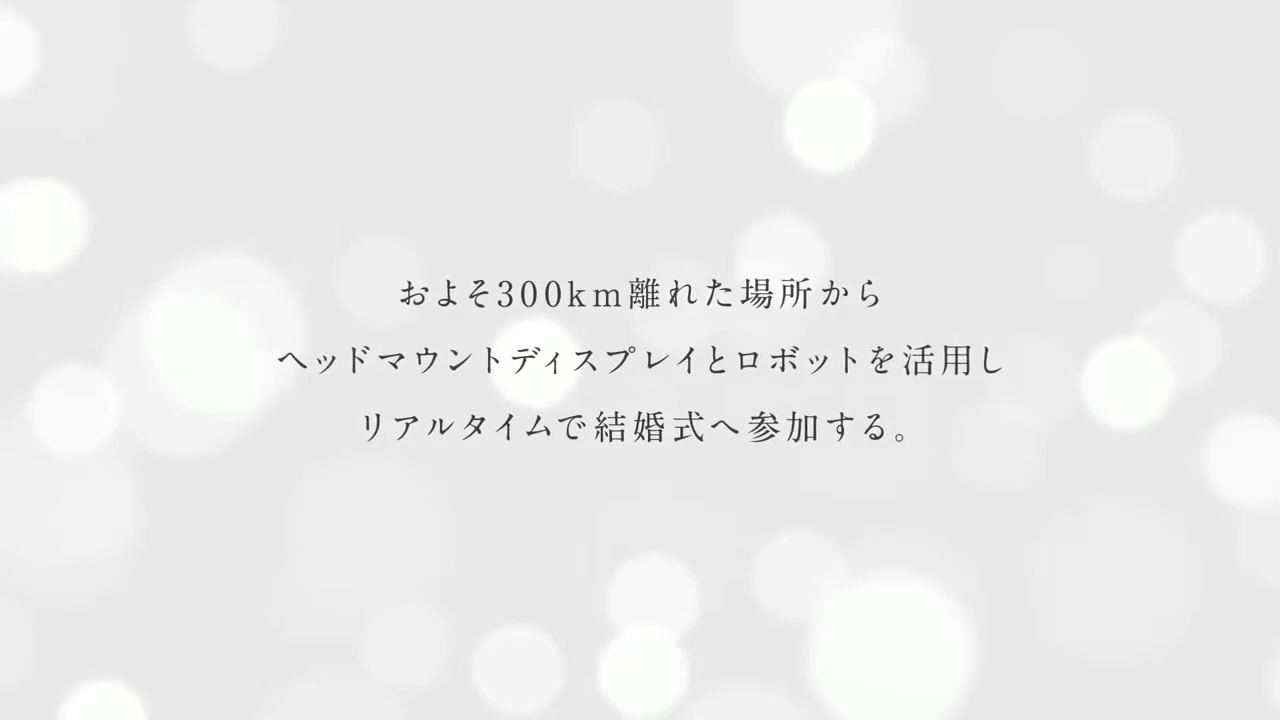 およそ300km離れた場所から
ヘッドマウントディスプレイとロボットを活用し
リアルタイムで結婚式へ参加する。